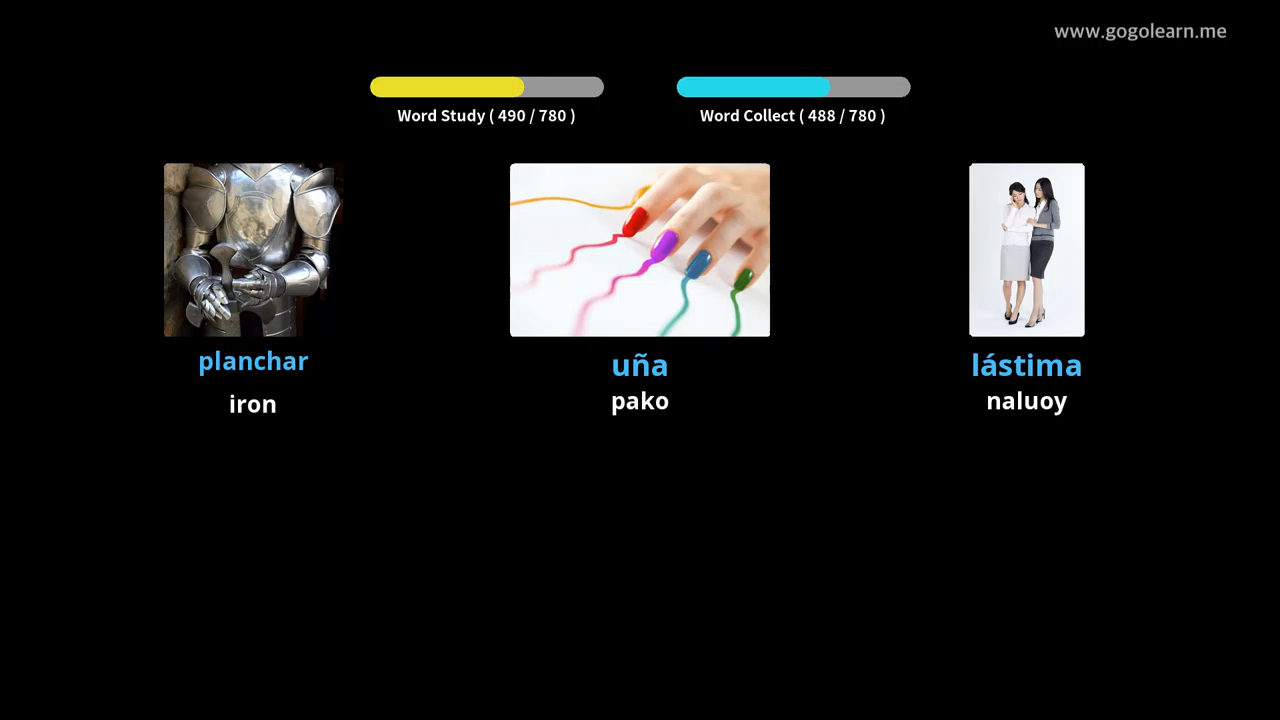 www.gogolearn.me
Word Study ( 490 / 780 )
Word Collect ( 488 / 780 )
planchar
iron
uña
pako
lástima
naluoy